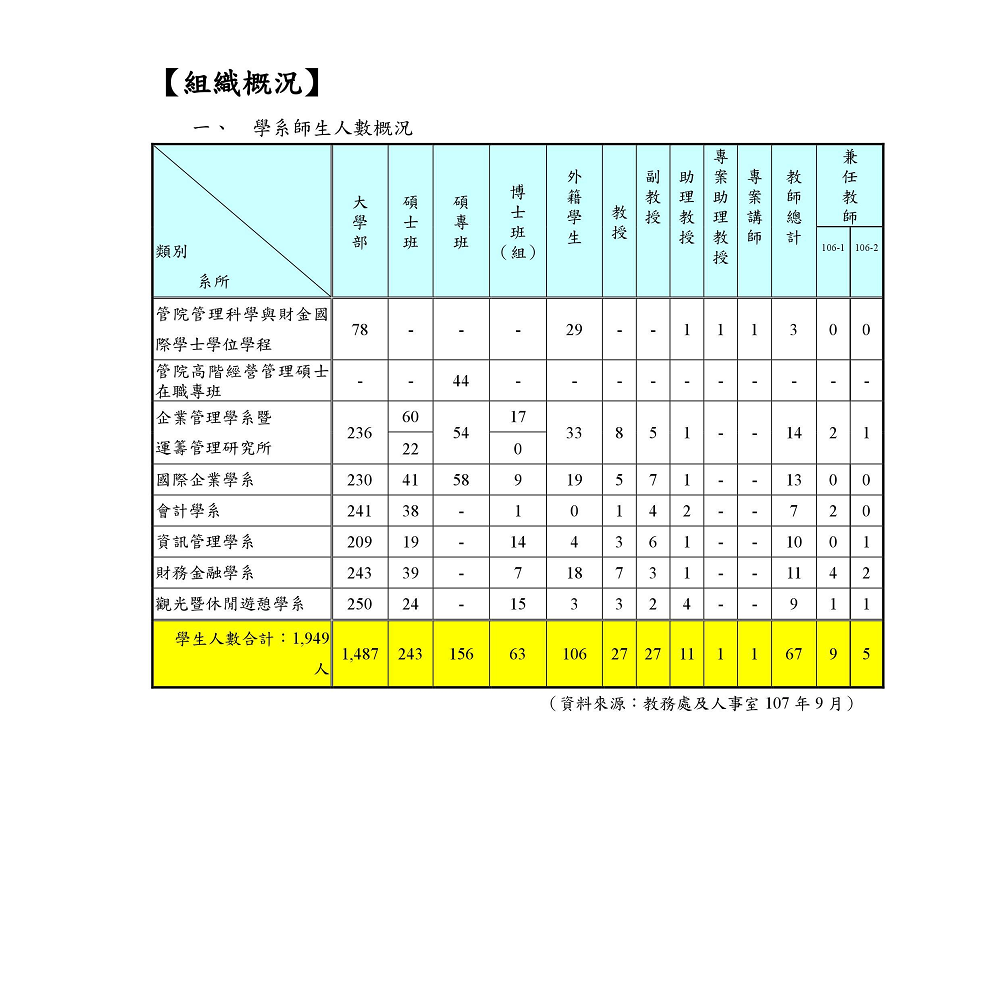 【組織概況】
一、 學系師生人數概況
類別 系所 大學部 碩士班 碩專班 博士班（組） 外籍學生 教授 副教授 助理教授 專案助理教授 專案講師 教師總計 兼任教師
106-1 106-2
管院管理科學與財金國際學士學位學程 78 - - - 29 - - 1 1 1 3 0 0
管院高階經營管理碩士在職專班 - - 44 - - - - - - - - - -
企業管理學系暨 236 60 54 17 33 8 5 1 - - 14 2 1
運籌管理研究所 22 0
國際企業學系 230 41 58 9 19 5 7 1 - - 13 0 0
會計學系 241 38 - 1 0 1 4 2 - - 7 2 0
資訊管理學系 209 19 - 14 4 3 6 1 - - 10 0 1
財務金融學系 243 39 - 7 18 7 3 1 - - 11 4 2
觀光暨休閒遊憩學系 250 24 - 15 3 3 2 4 - - 9 1 1
學生人數合計：1,949人 1,487 243 156 63 106 27 27 11 1 1 67 9 5
（資料來源：教務處及人事室 107 年 9 月）